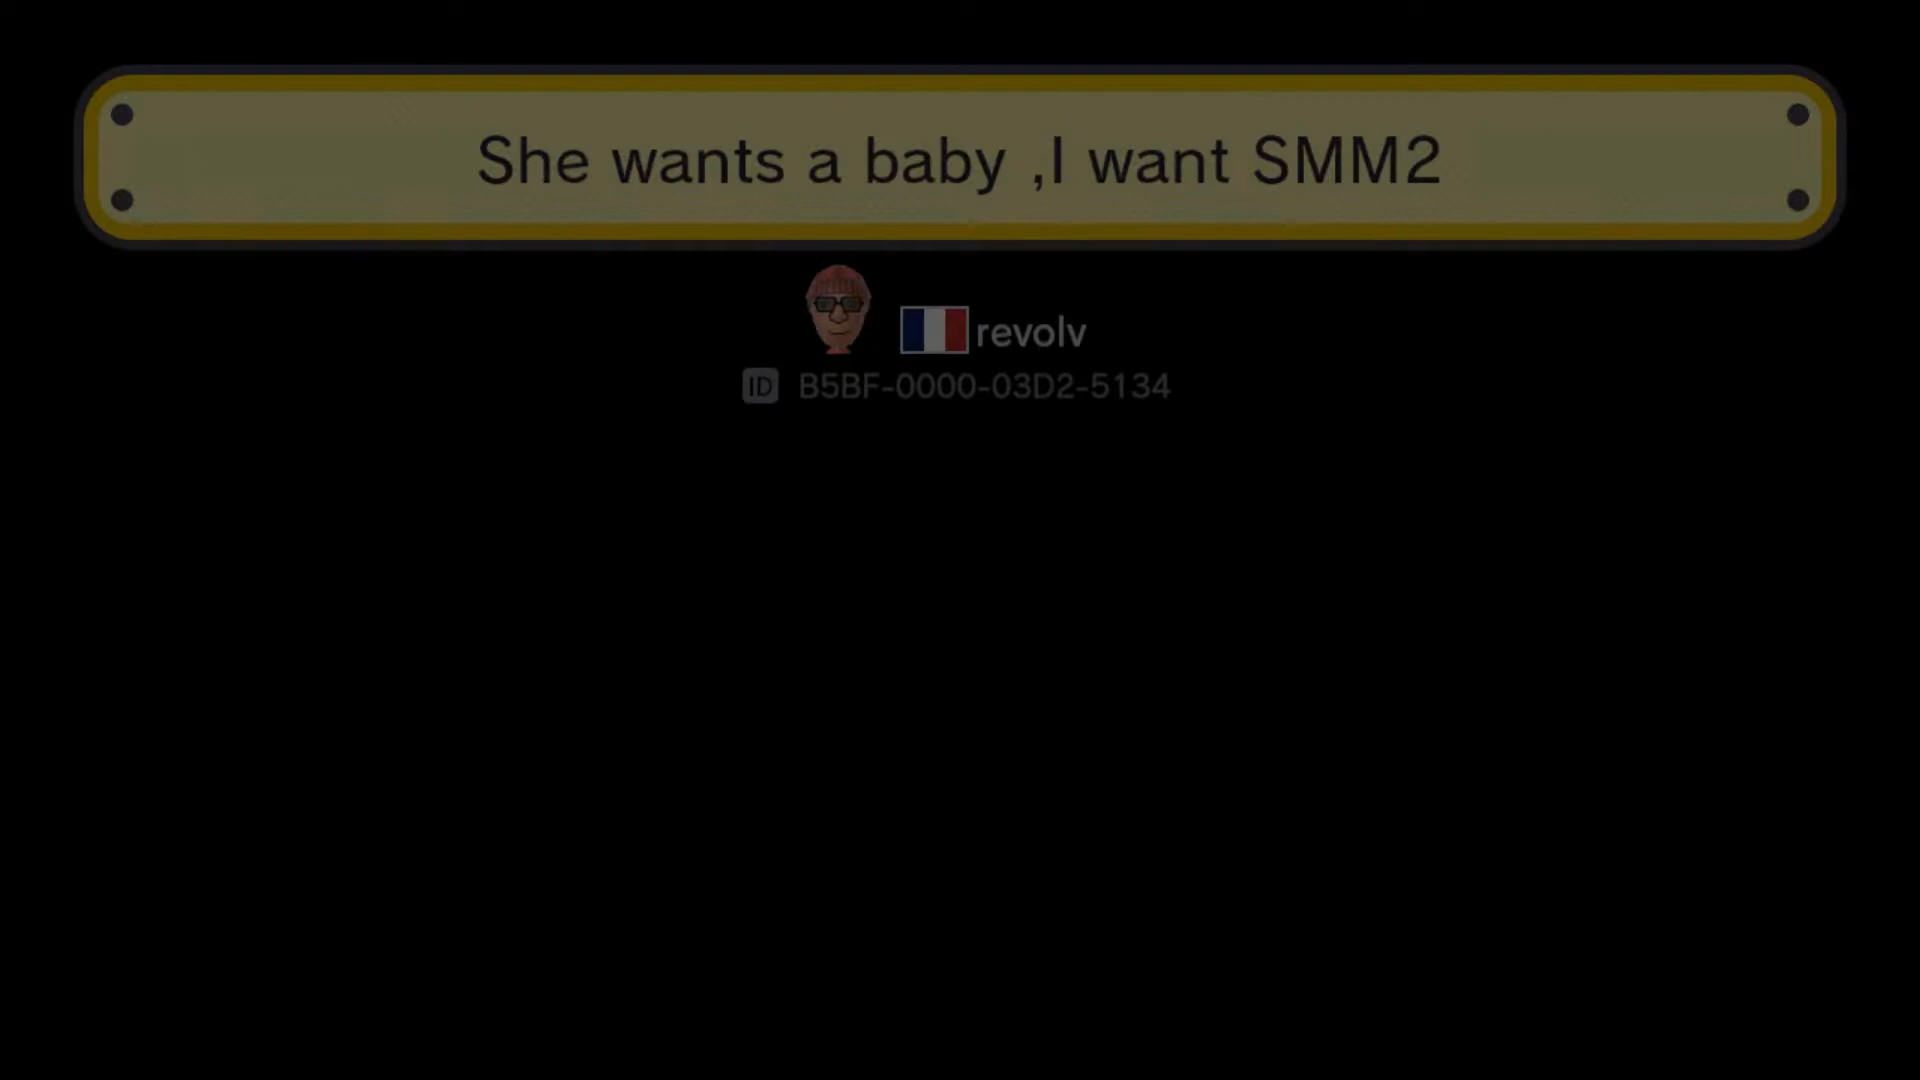 She wants a baby ,I want SMM2
revolv
ID B5BF-0000-03D2-5134